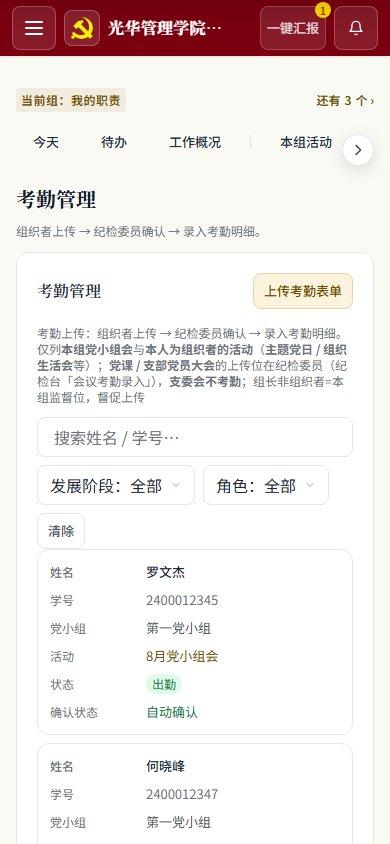 光华管理学院…
一键汇报
1
当前组：我的职责
还有 3 个 ›
今天
待办
工作概况
本组活动
考勤管理
组织者上传 → 纪检委员确认 → 录入考勤明细。
考勤管理
上传考勤表单
考勤上传：组织者上传 → 纪检委员确认 → 录入考勤明细。
仅列本组党小组会与本人为组织者的活动（主题党日 / 组织
生活会等）；党课 / 支部党员大会的上传位在纪检委员（纪
检台「会议考勤录入」），支委会不考勤；组长非组织者=本
组监督位，督促上传
搜索姓名 / 学号…
发展阶段：全部
角色：全部
清除
姓名 罗文杰
学号 2400012345
党小组 第一党小组
活动 8月党小组会
状态 出勤
确认状态 自动确认
姓名 何晓峰
学号 2400012347
党小组 第一党小组